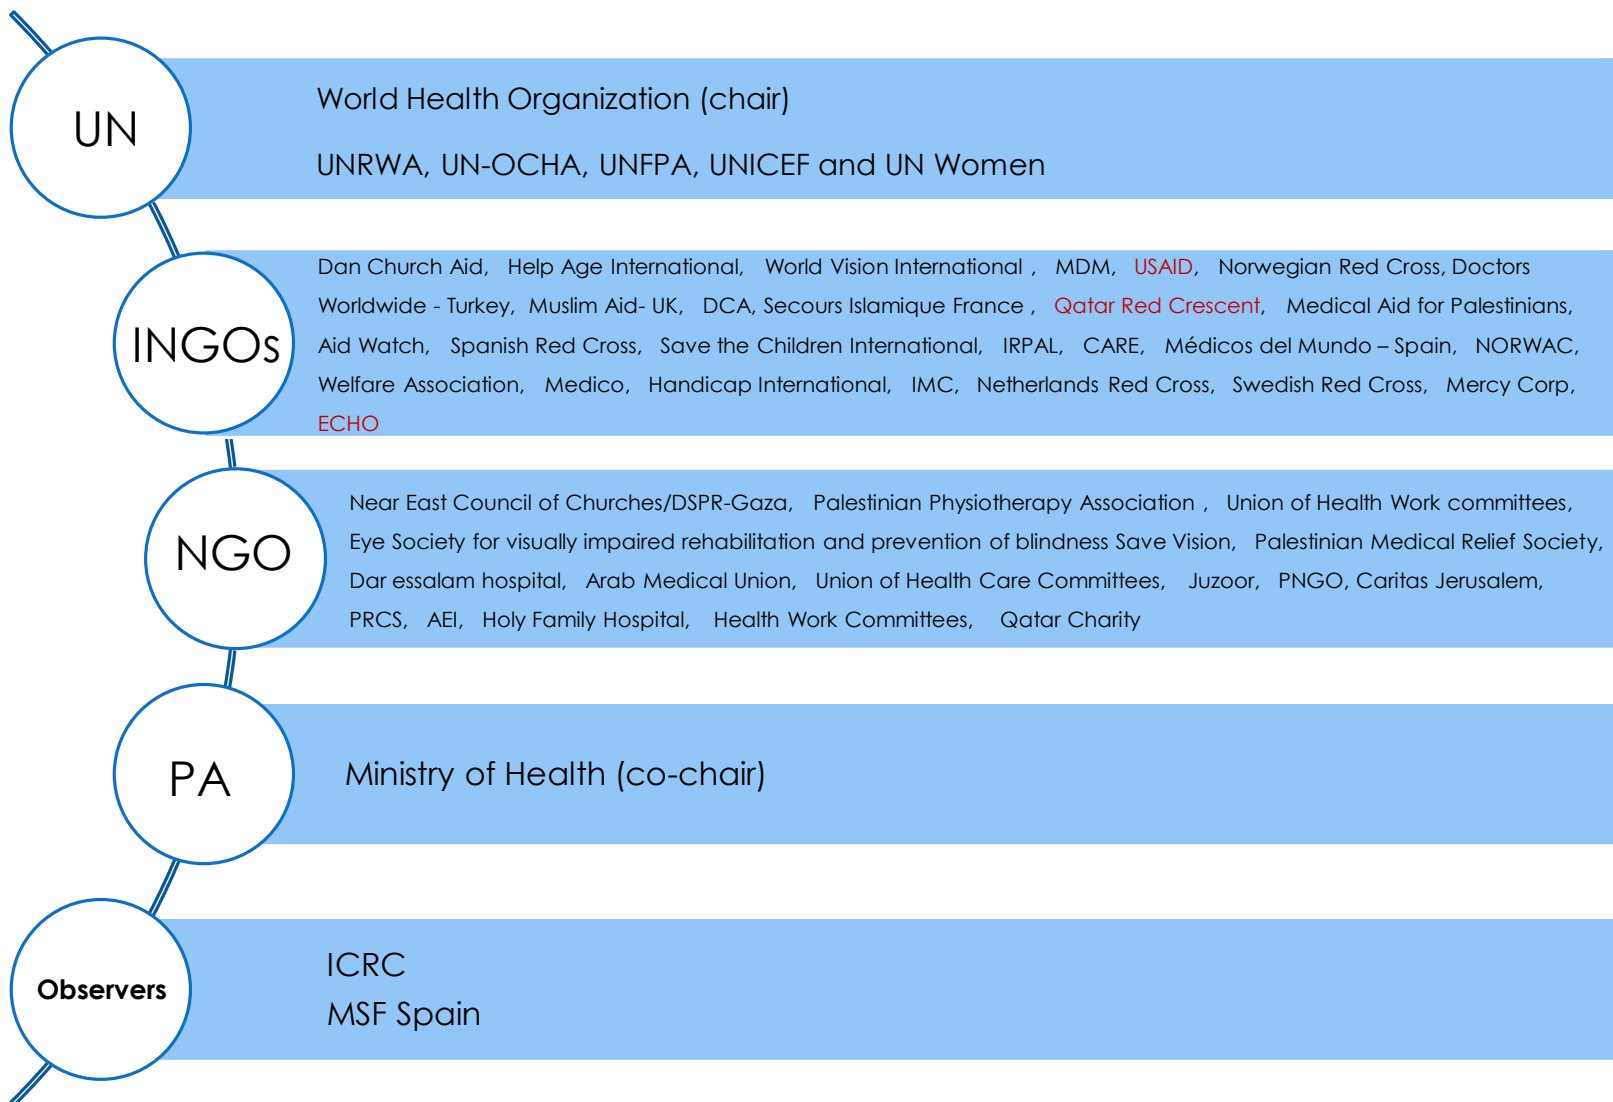 UN
World Health Organization (chair)
UNRWA, UN-OCHA, UNFPA, UNICEF and UN Women
INGOs
Dan Church Aid, Help Age International, World Vision International , MDM, USAID, Norwegian Red Cross, Doctors
Worldwide - Turkey, Muslim Aid- UK, DCA, Secours Islamique France , Qatar Red Crescent, Medical Aid for Palestinians,
Aid Watch, Spanish Red Cross, Save the Children International, IRPAL, CARE, Médicos del Mundo – Spain, NORWAC,
Welfare Association, Medico, Handicap International, IMC, Netherlands Red Cross, Swedish Red Cross, Mercy Corp,
ECHO
NGO
Near East Council of Churches/DSPR-Gaza, Palestinian Physiotherapy Association , Union of Health Work committees,
Eye Society for visually impaired rehabilitation and prevention of blindness Save Vision, Palestinian Medical Relief Society,
Dar essalam hospital, Arab Medical Union, Union of Health Care Committees, Juzoor, PNGO, Caritas Jerusalem,
PRCS, AEI, Holy Family Hospital, Health Work Committees, Qatar Charity
PA
Ministry of Health (co-chair)
Observers
ICRC
MSF Spain